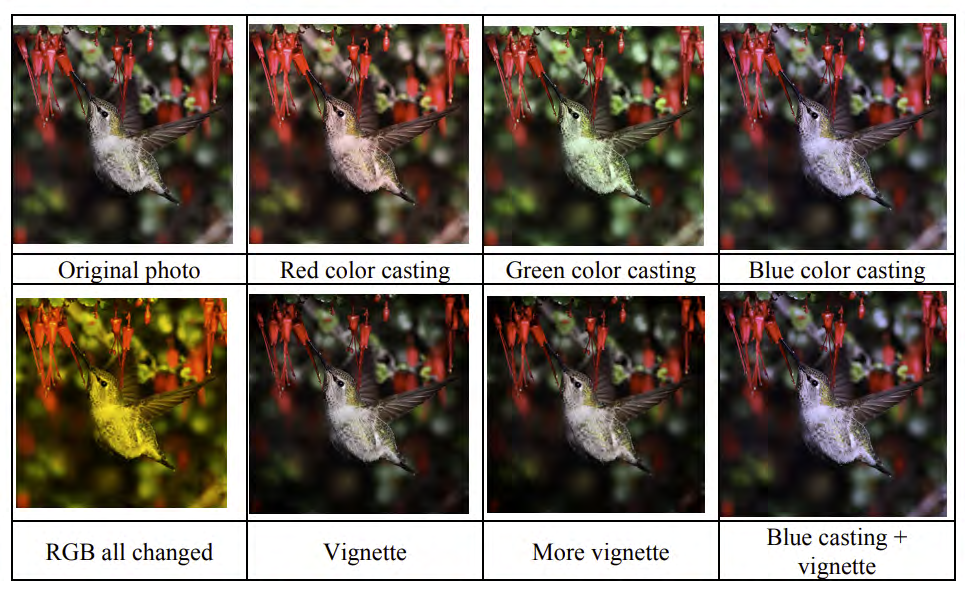 Original photo
Red color casting
Green color casting
Blue color casting
RGB all changed
Vignette
More vignette
Blue casting +
vignette